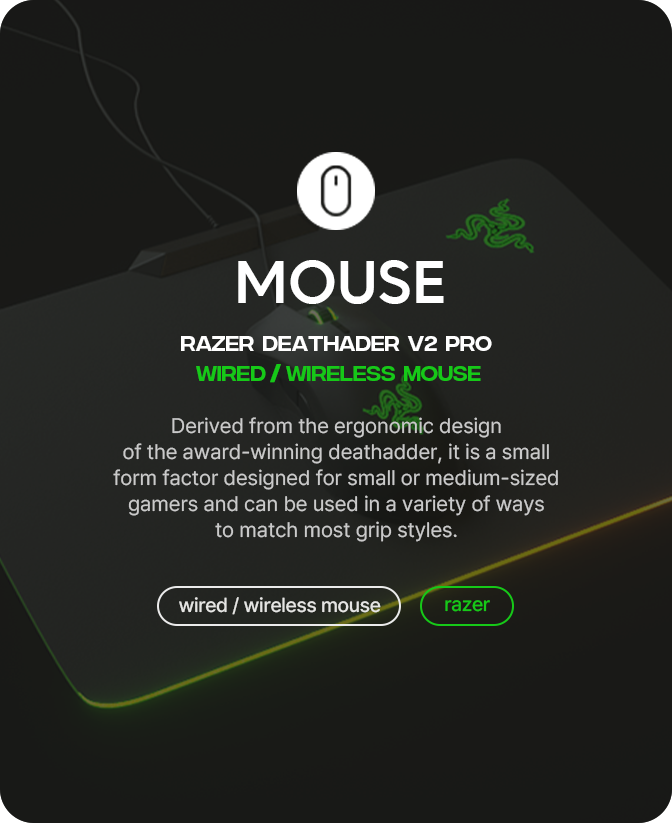 MOUSE
RAZER DEATHADER V2 PRO
WIRED / WIRELESS MOUSE
Derived from the ergonomic design
of the award-winning deathadder, it is a small
form factor designed for small or medium-sized
gamers and can be used in a variety of ways
to match most grip styles.
wired / wireless mouse
razer